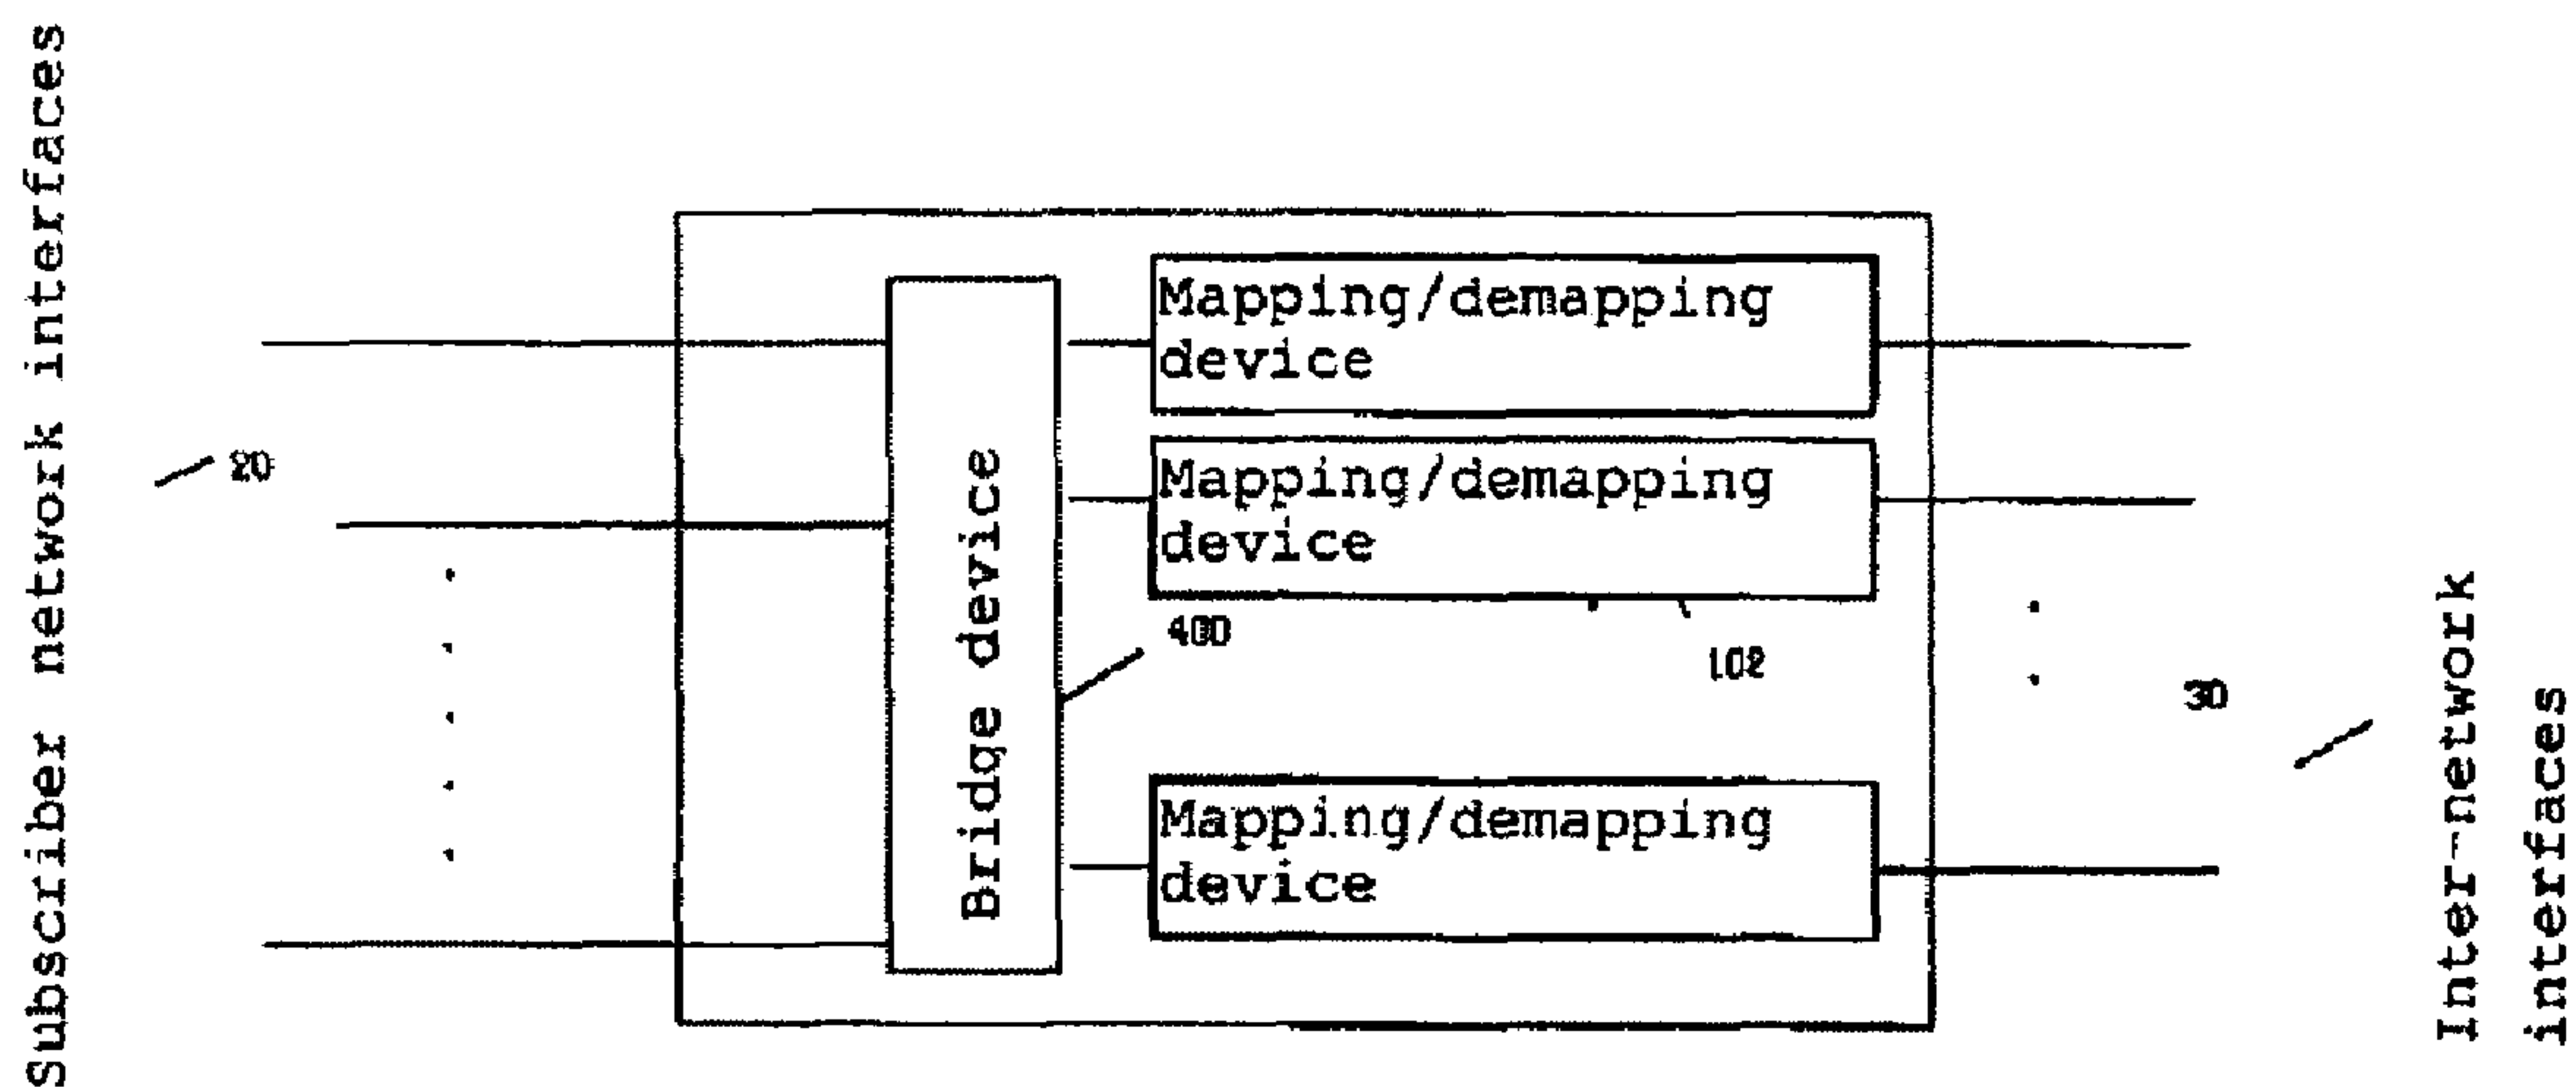 Subscriber network interfaces
20
Bridge device
Mapping/demapping
device
Mapping/demapping
device
400
102
Mapping/demapping
device
30
Inter-network
interfaces